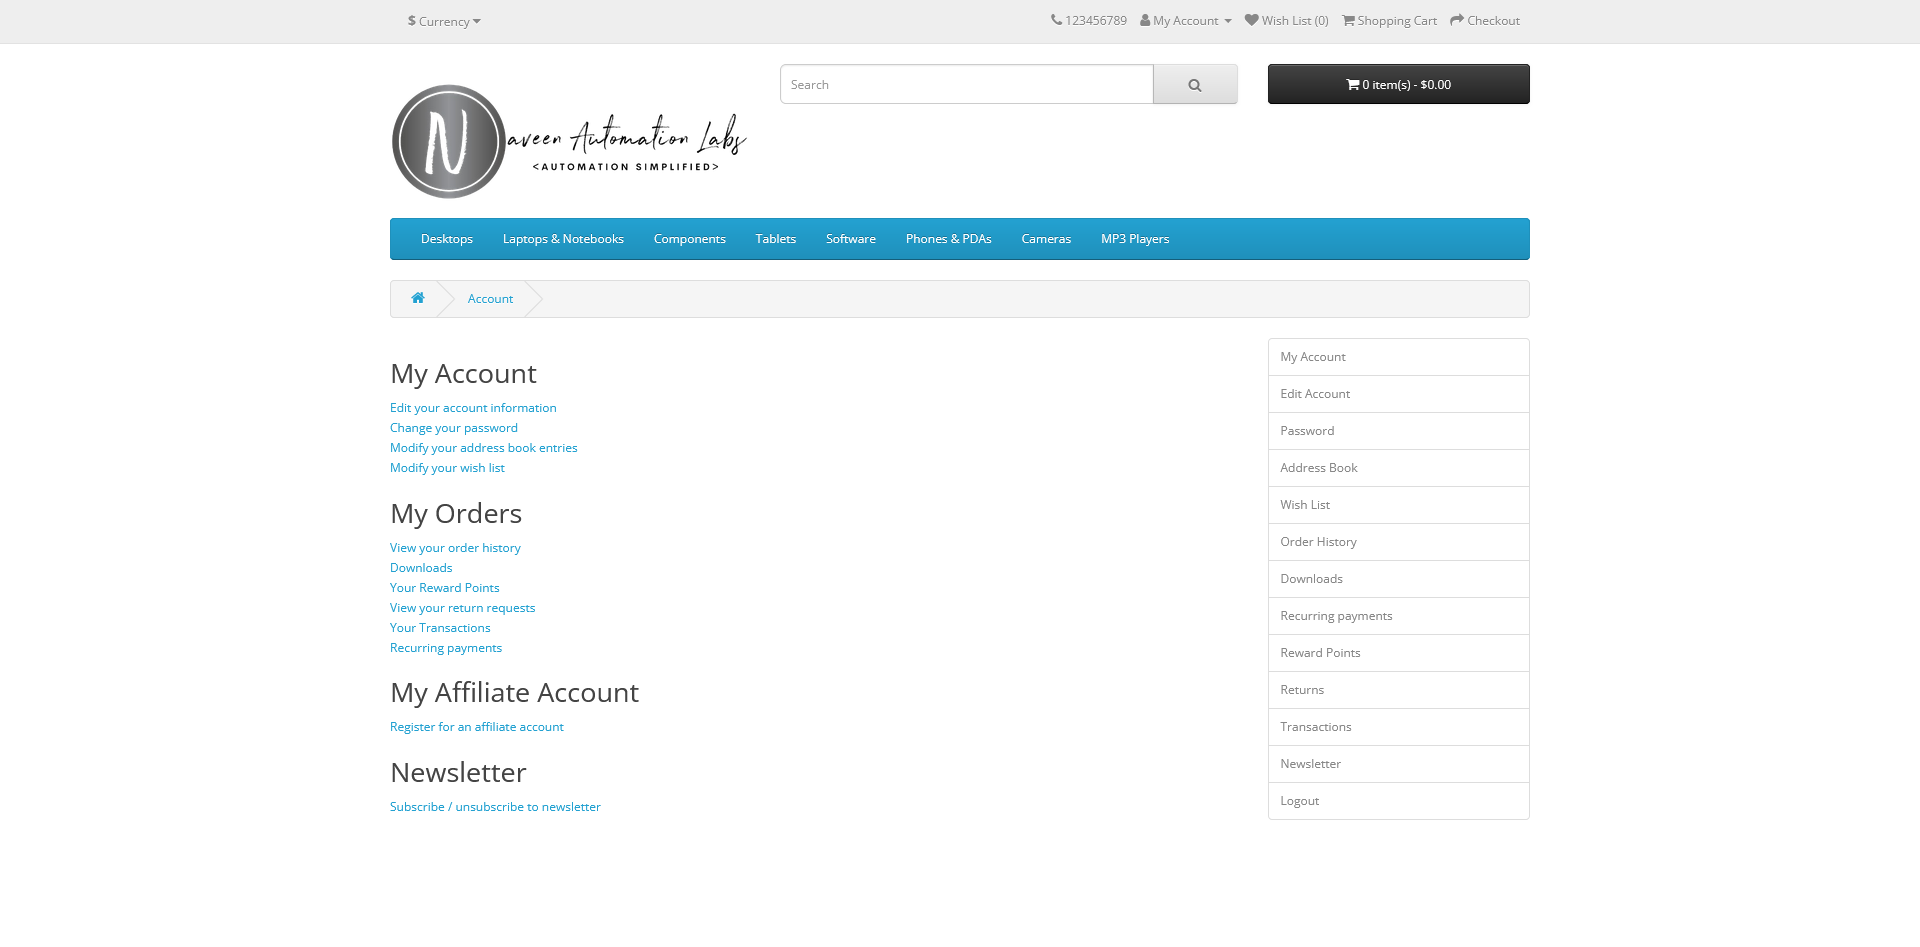 $ Currency
123456789 My Account Wish List (0) Shopping Cart Checkout
Search
0 item(s) - $0.00
N aveen Automation Labs
<AUTOMATION SIMPLIFIED>
Desktops Laptops & Notebooks Components Tablets Software Phones & PDAs Cameras MP3 Players
Account
My Account
Edit your account information
Change your password
Modify your address book entries
Modify your wish list
My Orders
View your order history
Downloads
Your Reward Points
View your return requests
Your Transactions
Recurring payments
My Affiliate Account
Register for an affiliate account
Newsletter
Subscribe / unsubscribe to newsletter
My Account
Edit Account
Password
Address Book
Wish List
Order History
Downloads
Recurring payments
Reward Points
Returns
Transactions
Newsletter
Logout